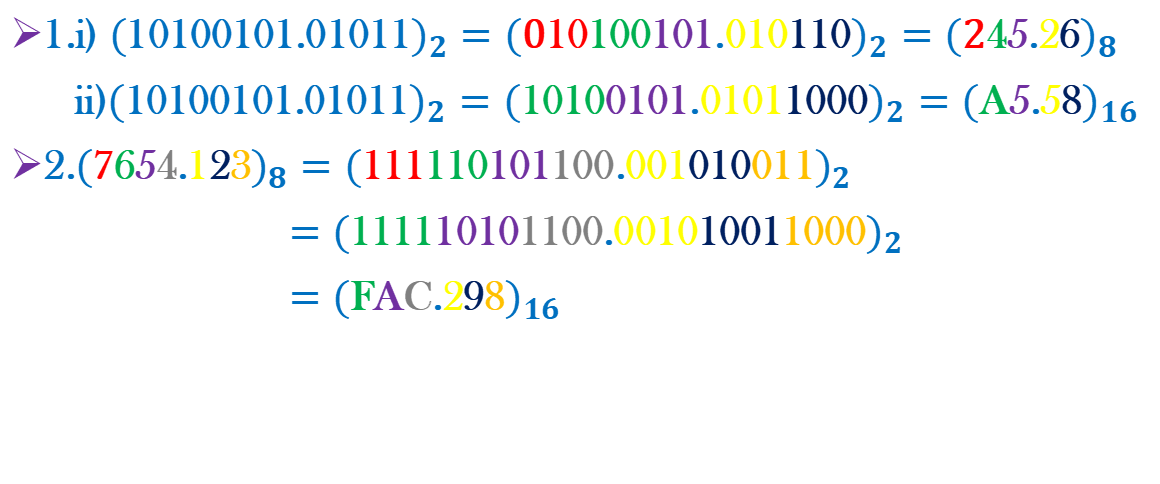 ➢1.i) (10100101.01011)₂ = (010100101.010110)₂ = (245.26)₈
ii)(10100101.01011)₂ = (10100101.01011000)₂ = (A5.58)₁₆
➢2.(7654.123)₈ = (111110101100.001010011)₂
= (111110101100.001010011000)₂
= (FAC.298)₁₆